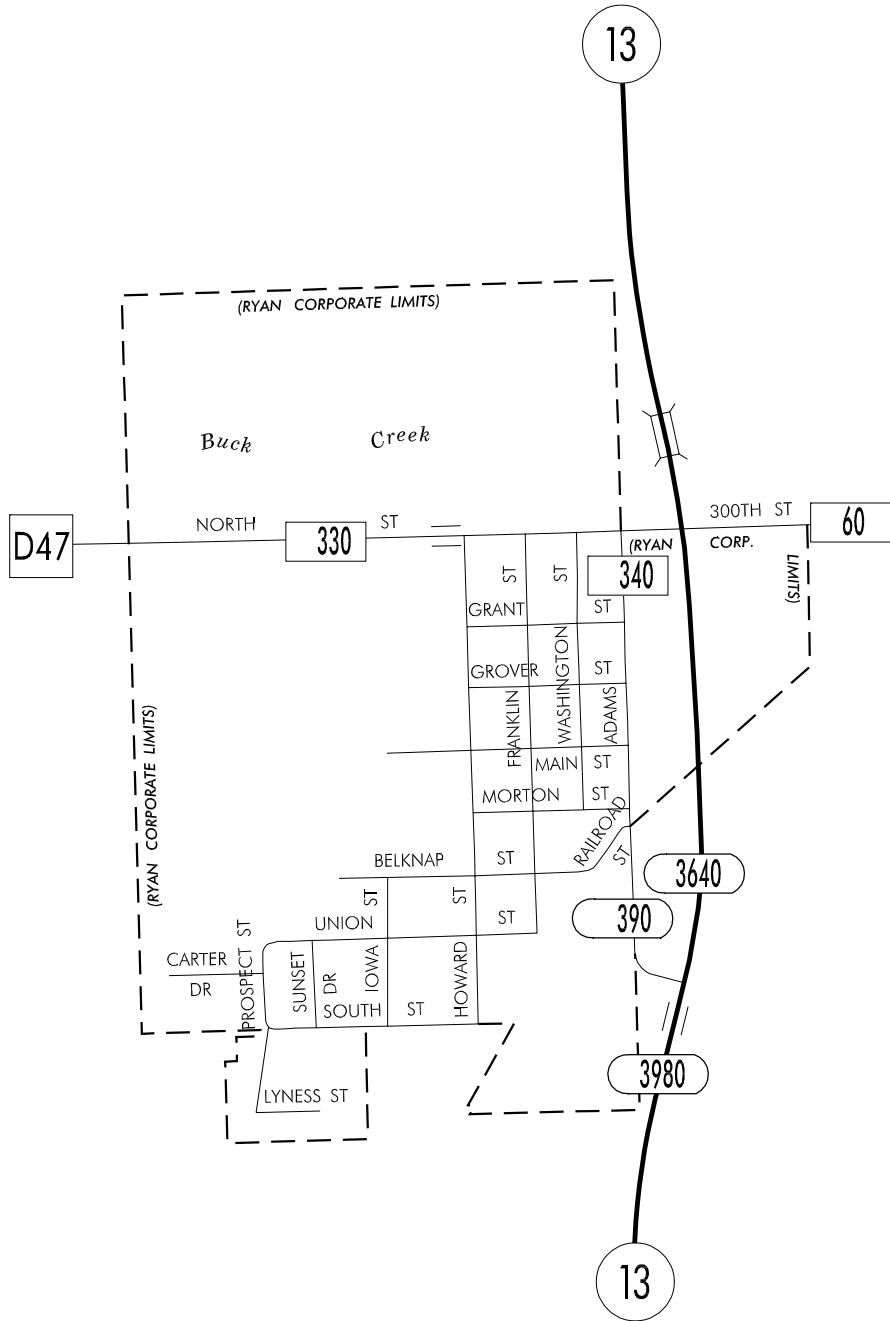 13
(RYAN CORPORATE LIMITS)
Buck Creek
D47
NORTH ST
330
300TH ST
60
(RYAN CORP. LIMITS)
340
GRANT ST
GROVER ST
FRANKLIN ST
WASHINGTON ST
ADAMS
MAIN ST
MORTON ST
(RYAN CORPORATE LIMITS)
RAILROAD ST
BELKNAP ST
3640
390
UNION ST
CARTER DR
PROSPECT ST
SUNSET DR
IOWA ST
HOWARD ST
SOUTH ST
LYNESS ST
3980
13